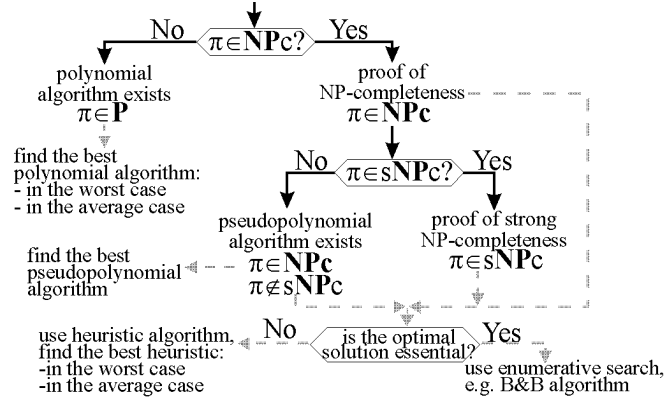 No
π∈NPc?
Yes
polynomial
algorithm exists
π∈P
proof of
NP-completeness
π∈NPc
find the best
polynomial algorithm:
- in the worst case
- in the average case
No
π∈sNPc?
Yes
pseudopolynomial
algorithm exists
π∈NPc
π∉sNPc
proof of strong
NP-completeness
π∈sNPc
find the best
pseudopolynomial
algorithm
No
is the optimal
solution essential?
Yes
use heuristic algorithm,
find the best heuristic:
-in the worst case
-in the average case
use enumerative search,
e.g. B&B algorithm